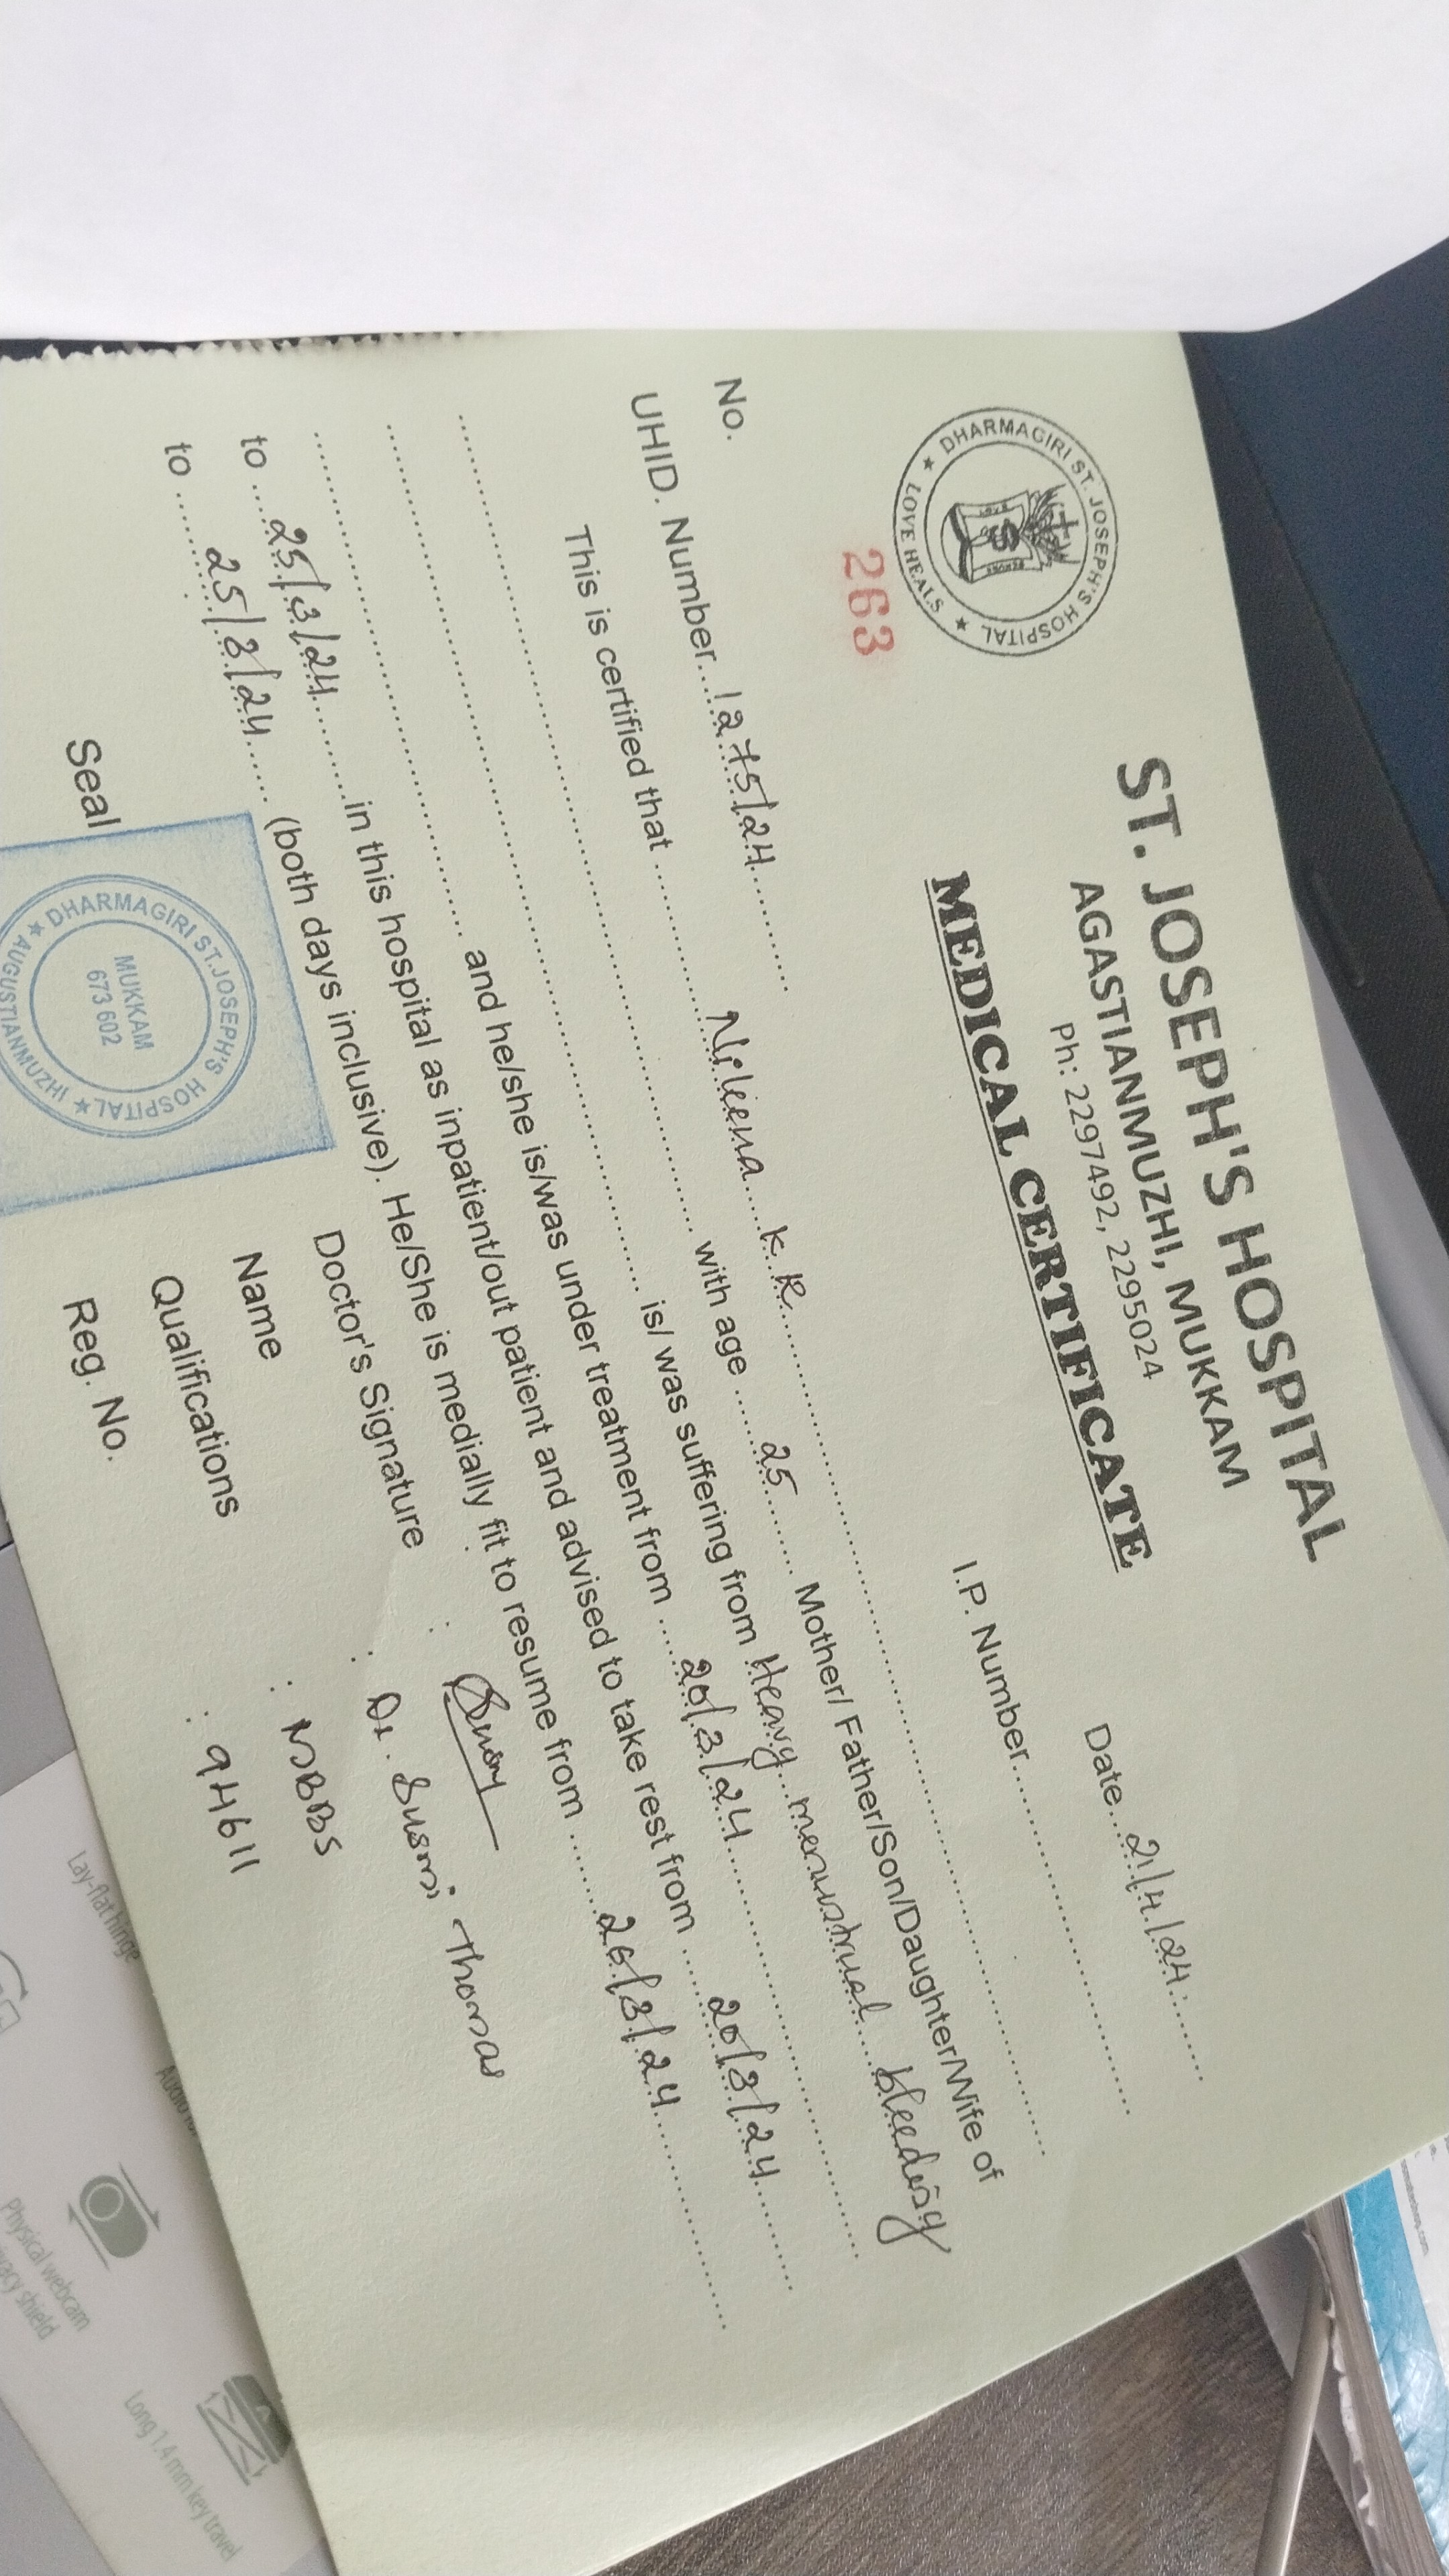 ST. JOSEPH'S HOSPITAL
AGASTIANMUZHI, MUKKAM
Ph: 2297492, 2295024
MEDICAL CERTIFICATE
DHARMAGIRI ST. JOSEPH'S HOSPITAL
LOVE HEALS
263
No.
Date 21/4/24
UHID. Number 1275/24
I.P. Number
This is certified that K R
with age 25 Mother/ Father/Son/Daughter/Wife of
is/ was suffering from Heavy menustrual bleeding
and he/she is/was under treatment from 20/3/24
to 25/3/24 in this hospital as inpatient/out patient and advised to take rest from 20/3/24
to 25/3/24 (both days inclusive). He/She is medially fit to resume from 26/3/24
Seal
DHARMAGIRI ST.JOSEPH'S HOSPITAL
AUGUSTIANMUZHI
MUKKAM
673 602
Doctor's Signature :
Name : Dr. Susmi Thomas
Qualifications : MBBS
Reg. No. : 94611
Lay-flat hinge
Physical webcam
privacy shield
Long 1.4 mm key travel